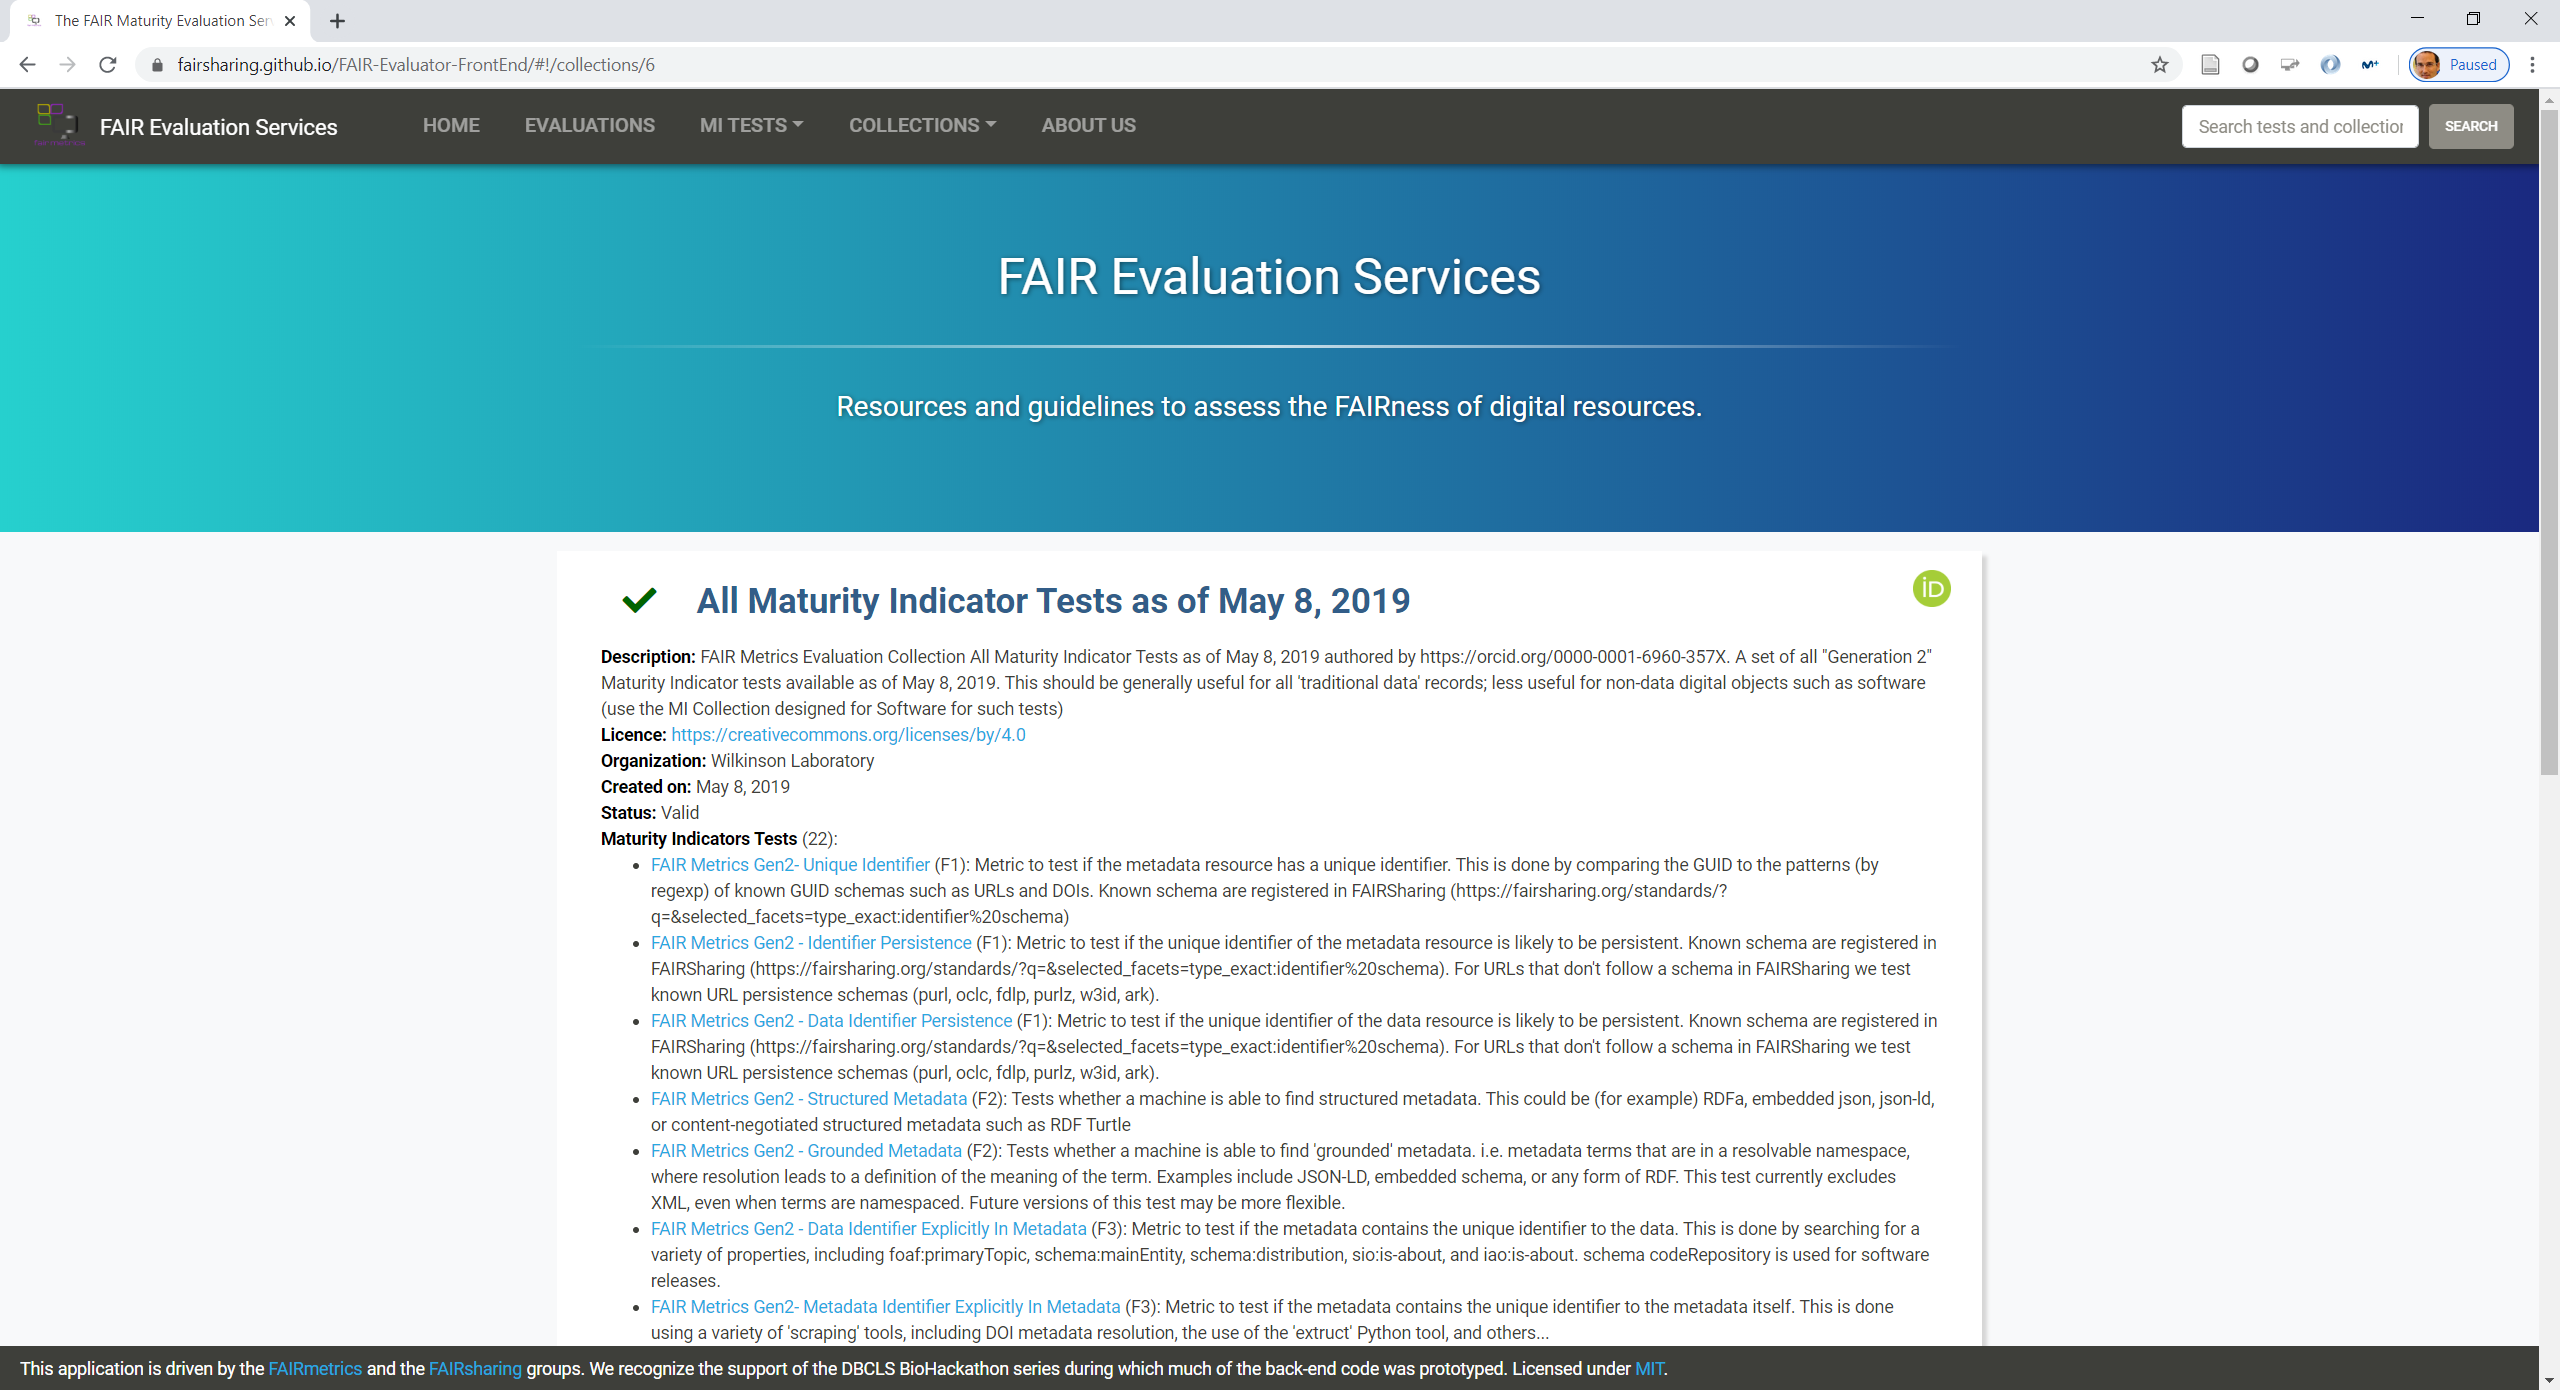 The FAIR Maturity Evaluation Ser
fairsharing.github.io/FAIR-Evaluator-FrontEnd/#!/collections/6
Paused
FAIR Evaluation Services
HOME
EVALUATIONS
MI TESTS
COLLECTIONS
ABOUT US
Search tests and collection
SEARCH
FAIR Evaluation Services
Resources and guidelines to assess the FAIRness of digital resources.
All Maturity Indicator Tests as of May 8, 2019
iD
Description: FAIR Metrics Evaluation Collection All Maturity Indicator Tests as of May 8, 2019 authored by https://orcid.org/0000-0001-6960-357X. A set of all "Generation 2"
Maturity Indicator tests available as of May 8, 2019. This should be generally useful for all 'traditional data' records; less useful for non-data digital objects such as software
(use the MI Collection designed for Software for such tests)
Licence: https://creativecommons.org/licenses/by/4.0
Organization: Wilkinson Laboratory
Created on: May 8, 2019
Status: Valid
Maturity Indicators Tests (22):
• FAIR Metrics Gen2- Unique Identifier (F1): Metric to test if the metadata resource has a unique identifier. This is done by comparing the GUID to the patterns (by
regexp) of known GUID schemas such as URLs and DOIs. Known schema are registered in FAIRSharing (https://fairsharing.org/standards/?
q=&selected_facets=type_exact:identifier%20schema)
• FAIR Metrics Gen2 - Identifier Persistence (F1): Metric to test if the unique identifier of the metadata resource is likely to be persistent. Known schema are registered in
FAIRSharing (https://fairsharing.org/standards/?q=&selected_facets=type_exact:identifier%20schema). For URLs that don't follow a schema in FAIRSharing we test
known URL persistence schemas (purl, oclc, fdlp, purlz, w3id, ark).
• FAIR Metrics Gen2 - Data Identifier Persistence (F1): Metric to test if the unique identifier of the data resource is likely to be persistent. Known schema are registered in
FAIRSharing (https://fairsharing.org/standards/?q=&selected_facets=type_exact:identifier%20schema). For URLs that don't follow a schema in FAIRSharing we test
known URL persistence schemas (purl, oclc, fdlp, purlz, w3id, ark).
• FAIR Metrics Gen2 - Structured Metadata (F2): Tests whether a machine is able to find structured metadata. This could be (for example) RDFa, embedded json, json-ld,
or content-negotiated structured metadata such as RDF Turtle
• FAIR Metrics Gen2 - Grounded Metadata (F2): Tests whether a machine is able to find 'grounded' metadata. i.e. metadata terms that are in a resolvable namespace,
where resolution leads to a definition of the meaning of the term. Examples include JSON-LD, embedded schema, or any form of RDF. This test currently excludes
XML, even when terms are namespaced. Future versions of this test may be more flexible.
• FAIR Metrics Gen2 - Data Identifier Explicitly In Metadata (F3): Metric to test if the metadata contains the unique identifier to the data. This is done by searching for a
variety of properties, including foaf:primaryTopic, schema:mainEntity, schema:distribution, sio:is-about, and iao:is-about. schema codeRepository is used for software
releases.
• FAIR Metrics Gen2- Metadata Identifier Explicitly In Metadata (F3): Metric to test if the metadata contains the unique identifier to the metadata itself. This is done
using a variety of 'scraping' tools, including DOI metadata resolution, the use of the 'extruct' Python tool, and others...
This application is driven by the FAIRmetrics and the FAIRsharing groups. We recognize the support of the DBCLS BioHackathon series during which much of the back-end code was prototyped. Licensed under MIT.